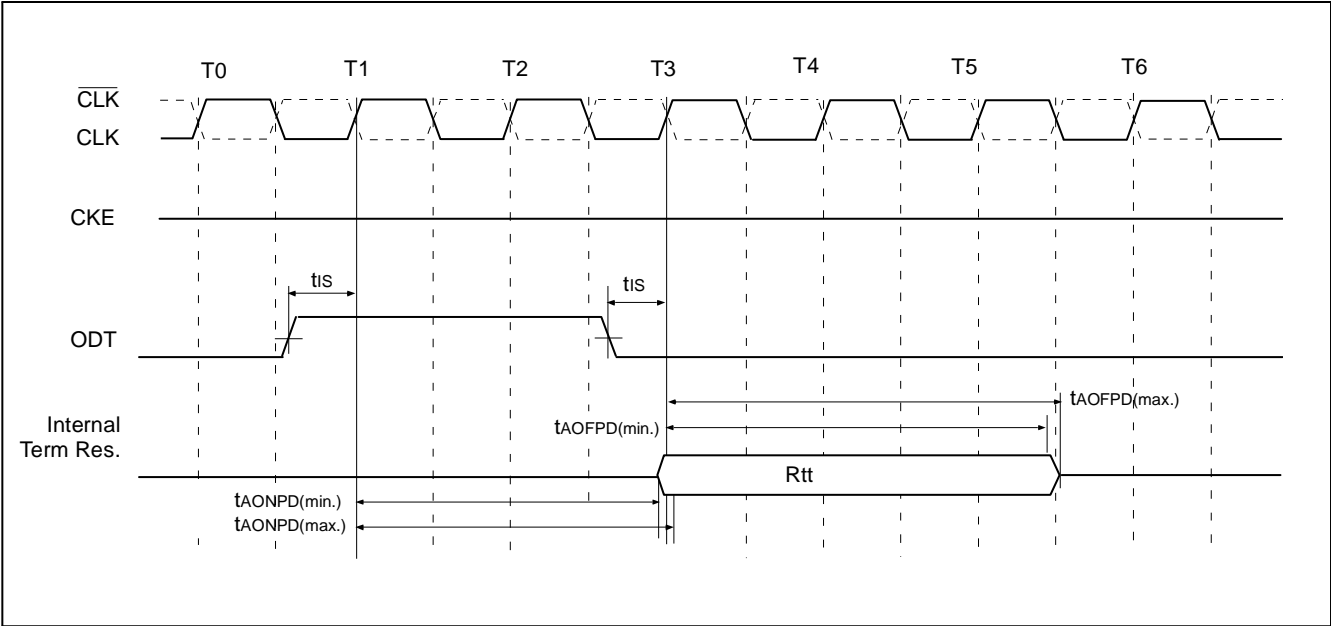 T0 T1 T2 T3 T4 T5 T6
CLK
CLK
CKE
tIS tIS
ODT
tAOFPD(max.)
tAOFPD(min.)
Internal
Term Res.
Rtt
tAONPD(min.)
tAONPD(max.)